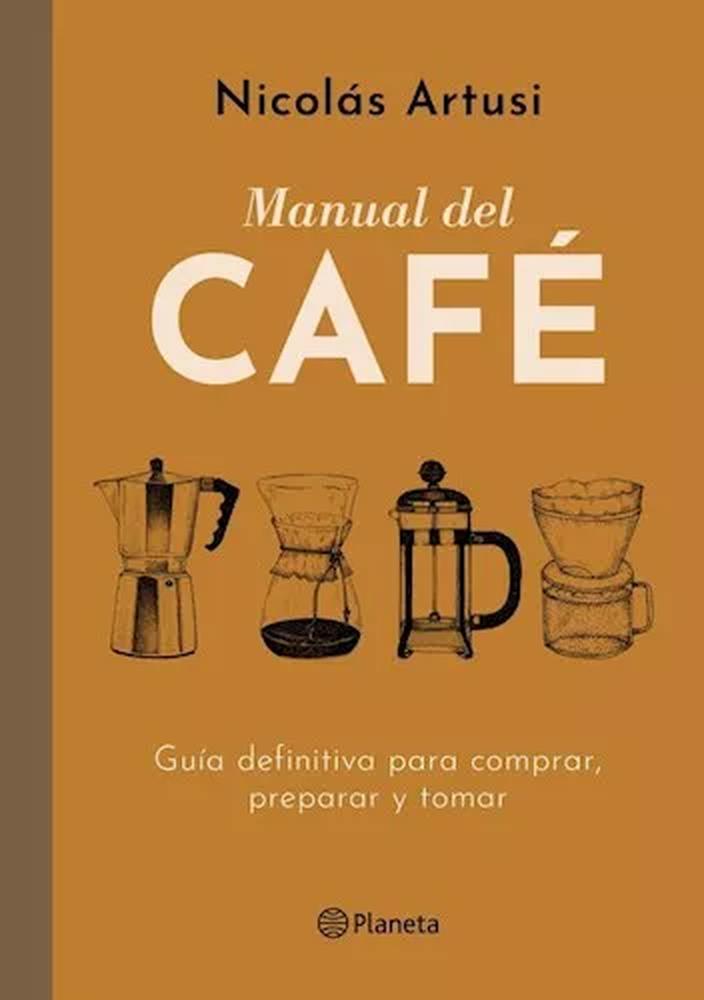 Nicolás Artusi
Manual del
CAFÉ
Guía definitiva para comprar,
preparar y tomar
Planeta